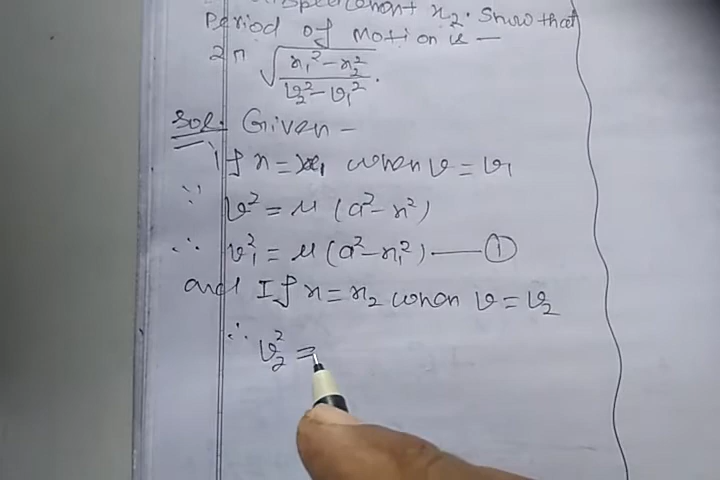 displacement x₂. Show that
Period of Motion is —
2π √((x₁² − x₂²)/(v₂² − v₁²)).
Sol. Given —
If x = x₁ when v = v₁
∵ v² = μ (a² − x²)
∴ v₁² = μ (a² − x₁²) —— ①
and If x = x₂ when v = v₂
∴ v₂² =